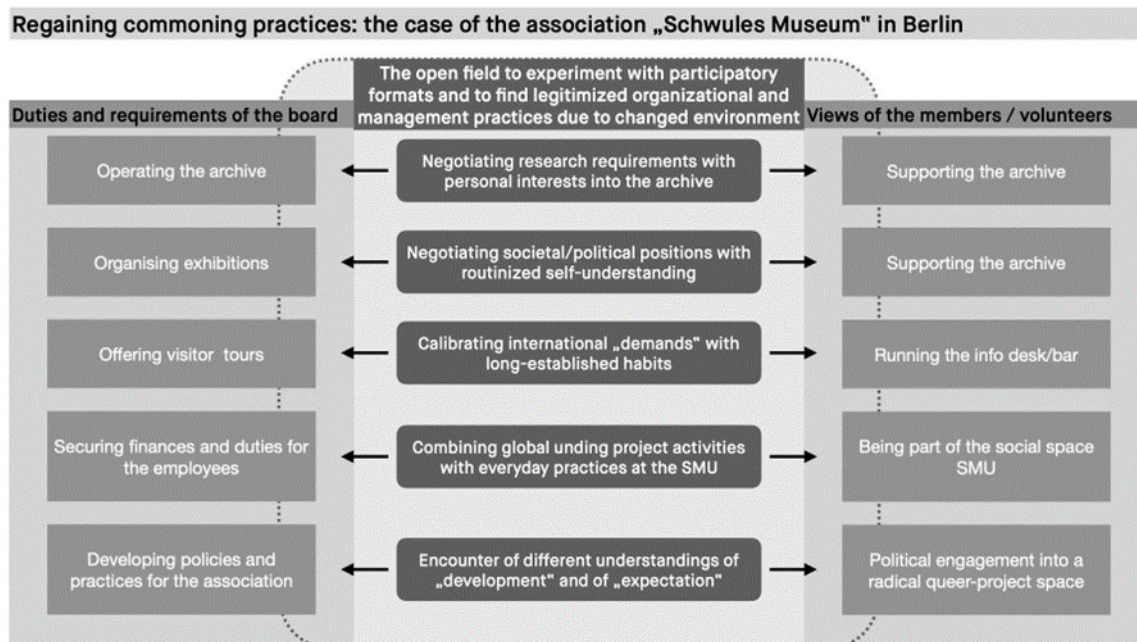 Regaining commoning practices: the case of the association „Schwules Museum" in Berlin
The open field to experiment with participatory
formats and to find legitimized organizational and
management practices due to changed environment
Duties and requirements of the board
Views of the members / volunteers
Operating the archive
Negotiating research requirements with
personal interests into the archive
Supporting the archive
Organising exhibitions
Negotiating societal/political positions with
routinized self-understanding
Supporting the archive
Offering visitor tours
Calibrating international „demands" with
long-established habits
Running the info desk/bar
Securing finances and duties for
the employees
Combining global unding project activities
with everyday practices at the SMU
Being part of the social space
SMU
Developing policies and
practices for the association
Encounter of different understandings of
„development" and of „expectation"
Political engagement into a
radical queer-project space